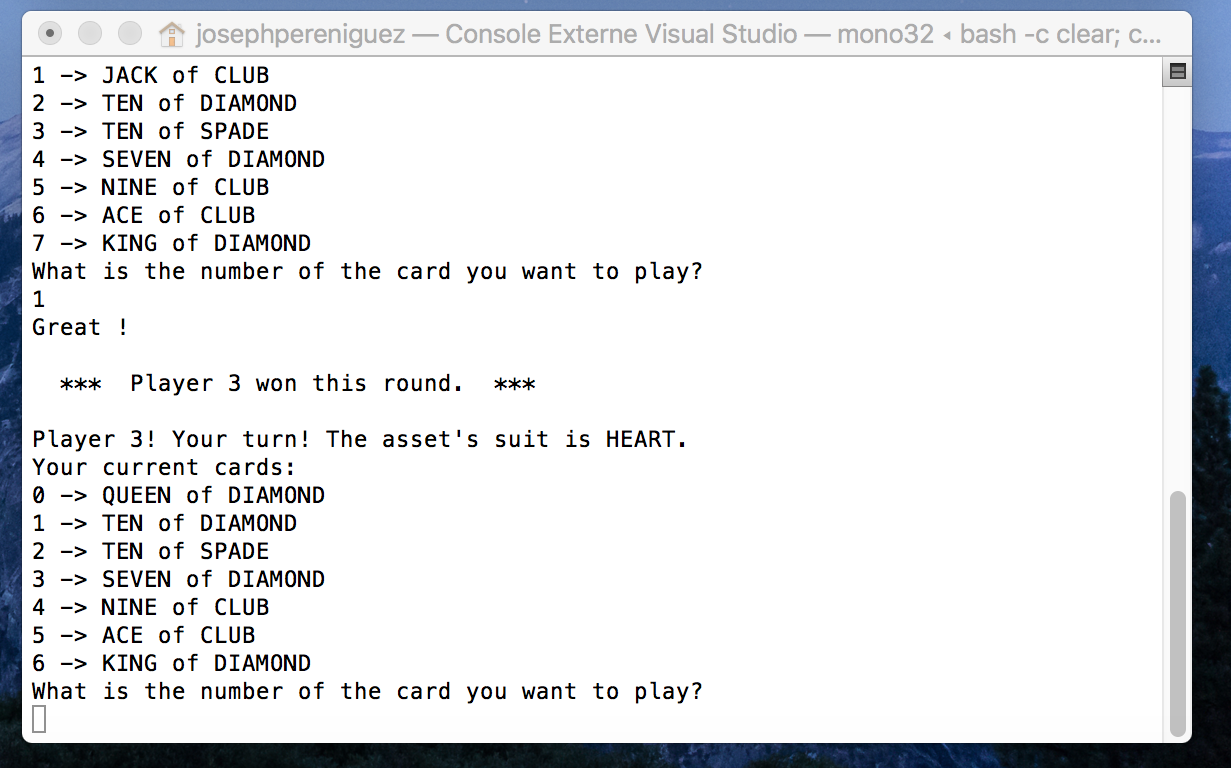 josephpereniguez — Console Externe Visual Studio — mono32 ◂ bash -c clear; c...
1 -> JACK of CLUB
2 -> TEN of DIAMOND
3 -> TEN of SPADE
4 -> SEVEN of DIAMOND
5 -> NINE of CLUB
6 -> ACE of CLUB
7 -> KING of DIAMOND
What is the number of the card you want to play?
1
Great !
***  Player 3 won this round.  ***
Player 3! Your turn! The asset's suit is HEART.
Your current cards:
0 -> QUEEN of DIAMOND
1 -> TEN of DIAMOND
2 -> TEN of SPADE
3 -> SEVEN of DIAMOND
4 -> NINE of CLUB
5 -> ACE of CLUB
6 -> KING of DIAMOND
What is the number of the card you want to play?